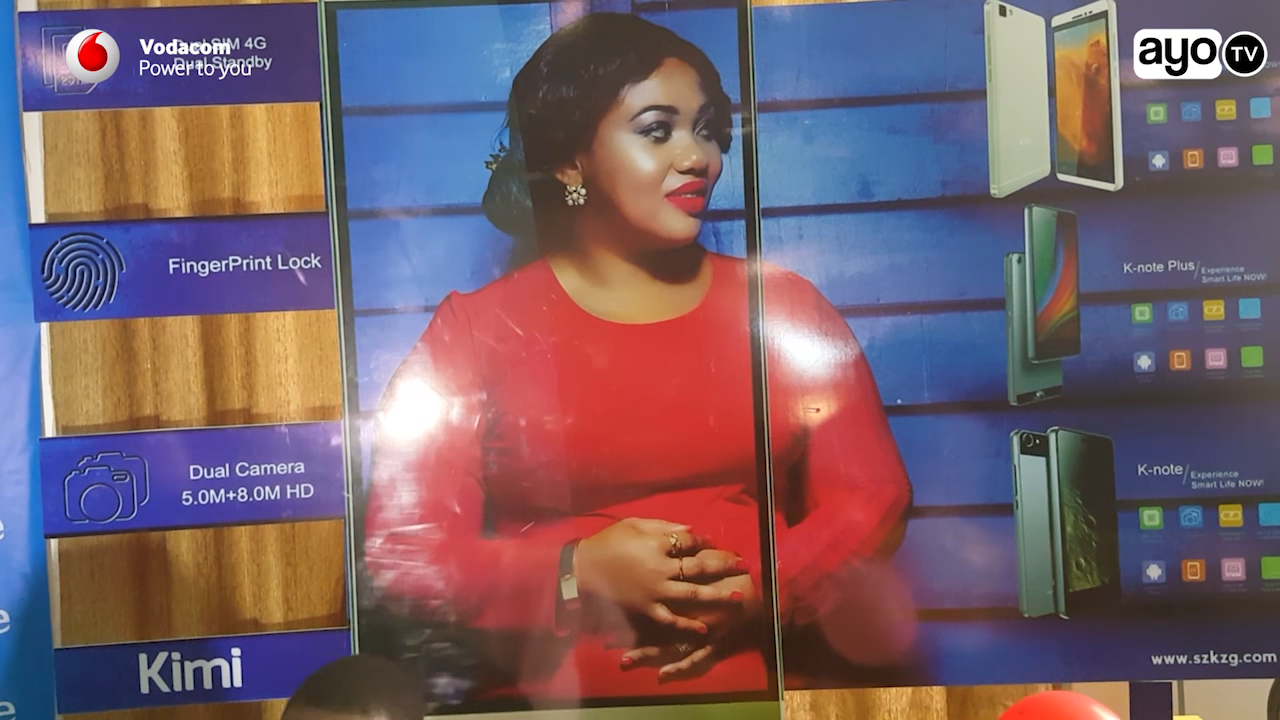 Vodacom
Power to you
Dual SIM 4G
Dual Standby
ayo TV
FingerPrint Lock
Dual Camera
5.0M+8.0M HD
Kimi
K-note Plus/Experience
Smart Life NOW!
K-note/Experience
Smart Life NOW!
www.szkzg.com